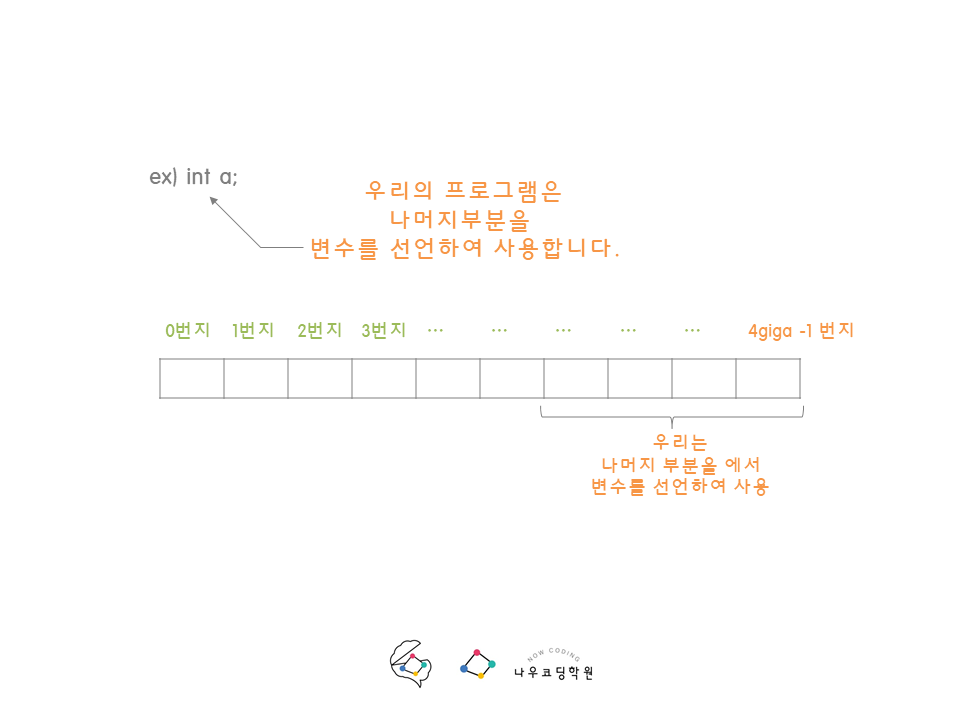 ex) int a;
우리의 프로그램은
나머지부분을
변수를 선언하여 사용합니다.
0번지 1번지 2번지 3번지 … … … … … 4giga -1 번지
우리는
나머지 부분을 에서
변수를 선언하여 사용
NOW CODING
나우코딩학원